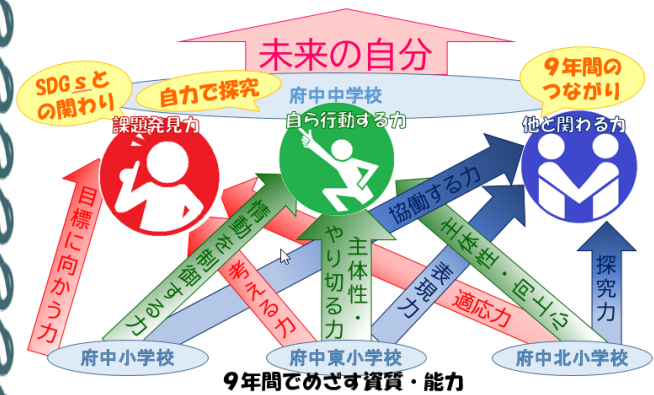 未来の自分
SDGsと
の関わり
自力で探究
9年間の
つながり
府中中学校
課題発見力
自ら行動する力
他と関わる力
目標に向かう力
情動を制御する力
協働する力
考える力
主体性・
やり切る力
表現力
適応力
主体性・向上心
探究力
府中小学校
府中東小学校
府中北小学校
9年間でめざす資質・能力